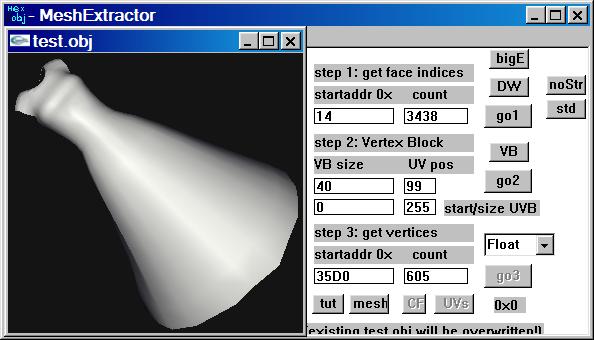 Hex
obj - MeshExtractor
test.obj
bigE
step 1: get face indices
DW
noStr
startaddr 0x count
std
14 3438
go1
step 2: Vertex Block
VB
VB size UV pos
40 99
go2
0 255 start/size UVB
step 3: get vertices
Float
startaddr 0x count
35D0 605
go3
tut mesh CF UVs 0x0
existing test.obj will be overwritten!)